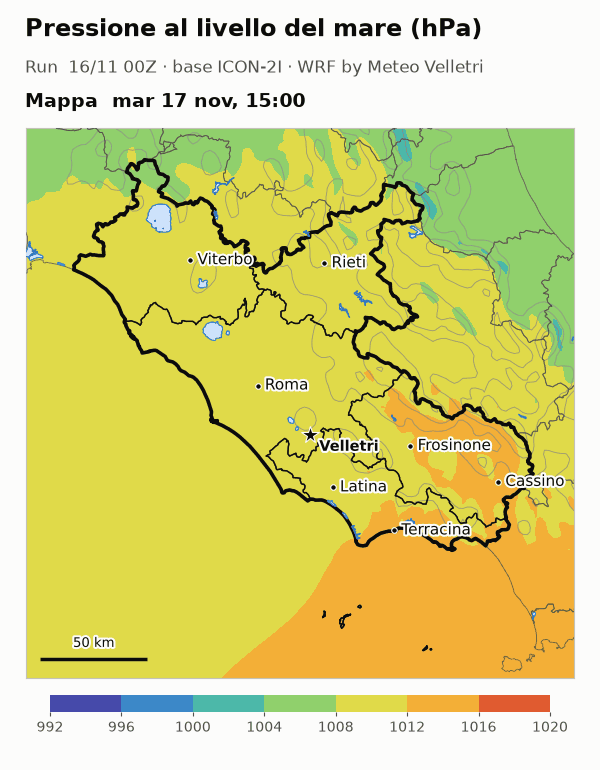 Pressione al livello del mare (hPa)
Run  16/11 00Z · base ICON-2I · WRF by Meteo Velletri
Mappa  mar 17 nov, 15:00
Viterbo
Rieti
Roma
Velletri
Frosinone
Cassino
Latina
Terracina
50 km
992 996 1000 1004 1008 1012 1016 1020